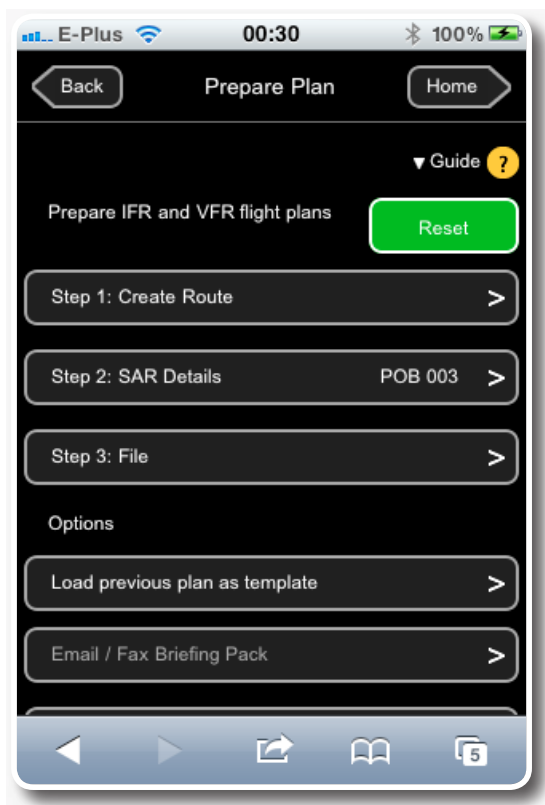 E-Plus 00:30 100%
Back Prepare Plan Home
▼ Guide ?
Prepare IFR and VFR flight plans Reset
Step 1: Create Route >
Step 2: SAR Details POB 003 >
Step 3: File >
Options
Load previous plan as template >
Email / Fax Briefing Pack >
5